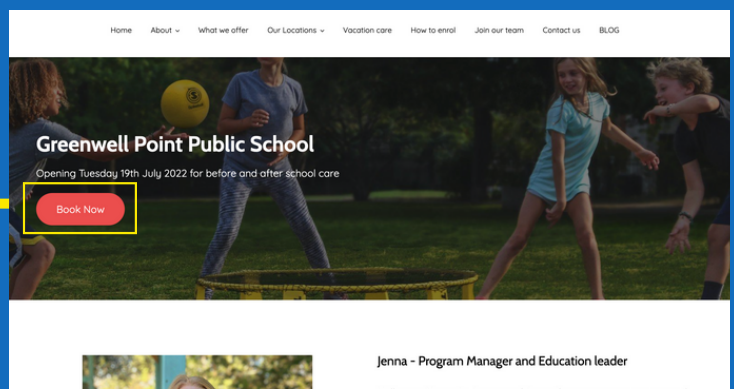 Home About What we offer Our Locations Vacation care How to enrol Join our team Contact us BLOG
Greenwell Point Public School
Opening Tuesday 19th July 2022 for before and after school care
Book Now
Jenna - Program Manager and Education leader